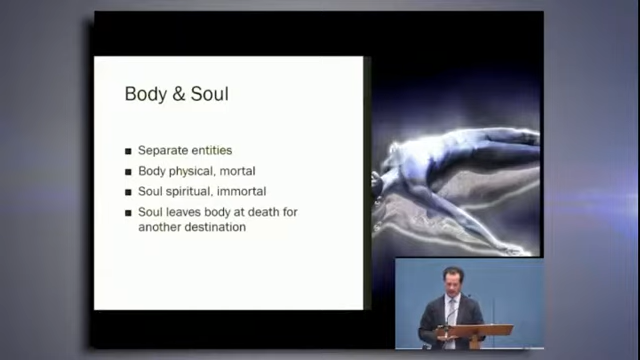 Body & Soul
Separate entities
Body physical, mortal
Soul spiritual, immortal
Soul leaves body at death for
another destination